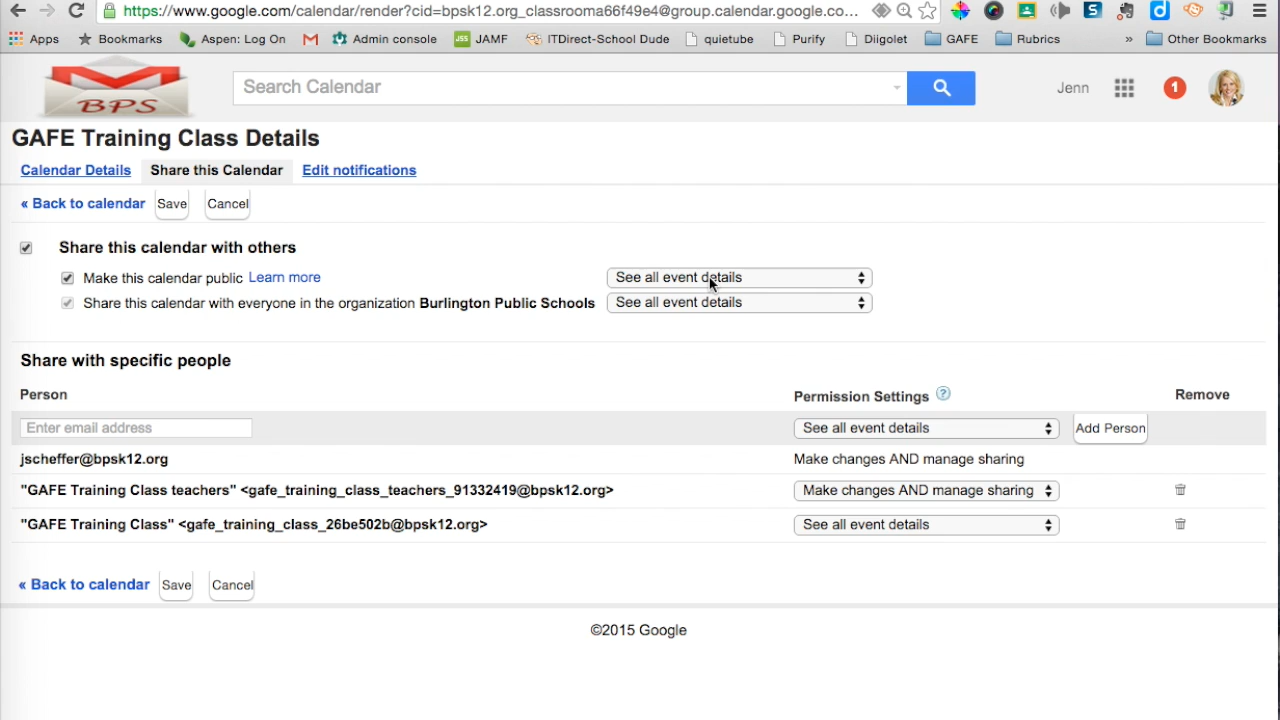 https://www.google.com/calendar/render?cid=bpsk12.org_classrooma66f49e4@group.calendar.google.co...
Apps Bookmarks Aspen: Log On Admin console JSS JAMF ITDirect-School Dude quietube Purify Diigolet GAFE Rubrics » Other Bookmarks
BPS Search Calendar Jenn 1
GAFE Training Class Details
Calendar Details Share this Calendar Edit notifications
« Back to calendar Save Cancel
Share this calendar with others
Make this calendar public Learn more See all event details
Share this calendar with everyone in the organization Burlington Public Schools See all event details
Share with specific people
Person Permission Settings ? Remove
Enter email address See all event details Add Person
jscheffer@bpsk12.org Make changes AND manage sharing
"GAFE Training Class teachers" <gafe_training_class_teachers_91332419@bpsk12.org> Make changes AND manage sharing
"GAFE Training Class" <gafe_training_class_26be502b@bpsk12.org> See all event details
« Back to calendar Save Cancel
©2015 Google